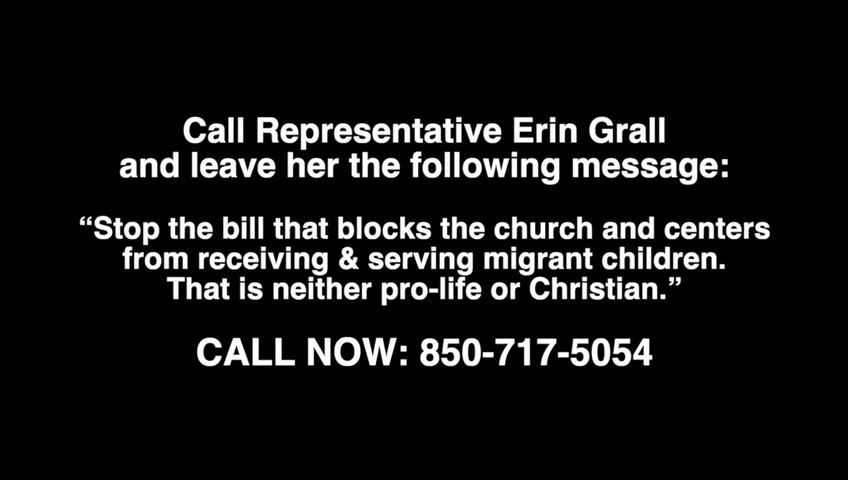 Call Representative Erin Grall
and leave her the following message:
“Stop the bill that blocks the church and centers
from receiving & serving migrant children.
That is neither pro-life or Christian.”
CALL NOW: 850-717-5054